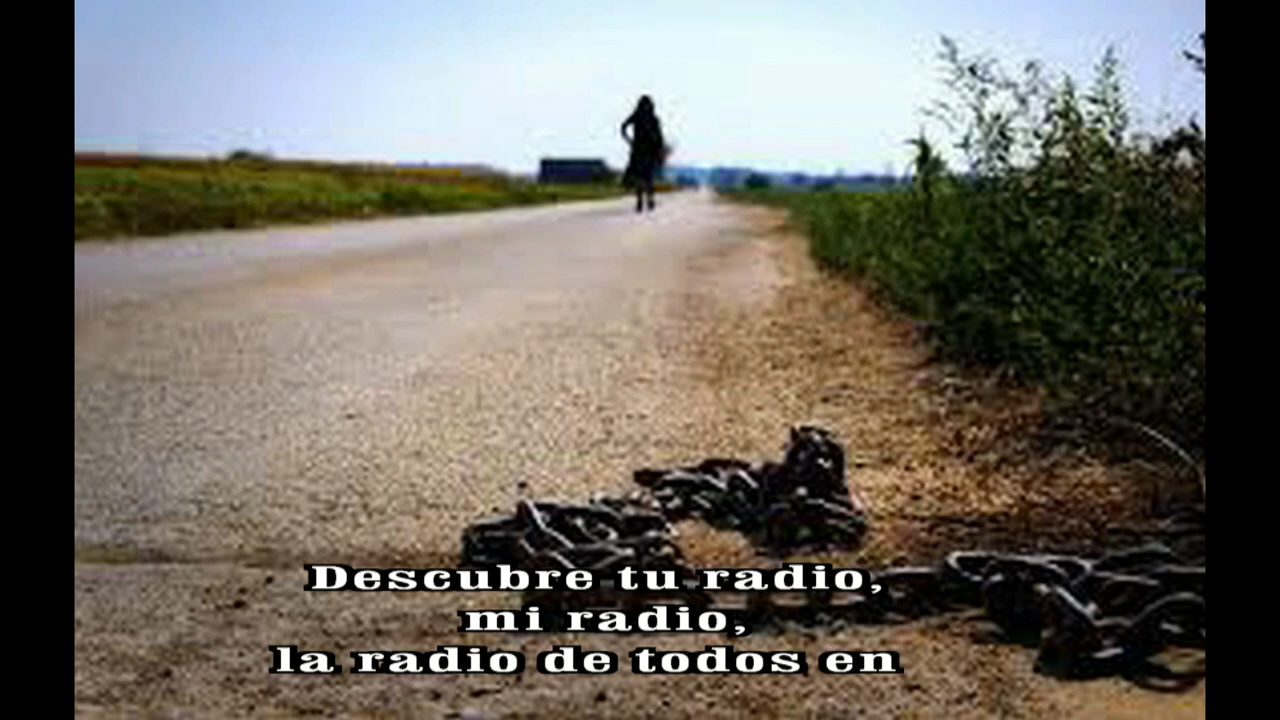 Descubre tu radio,
mi radio,
la radio de todos en